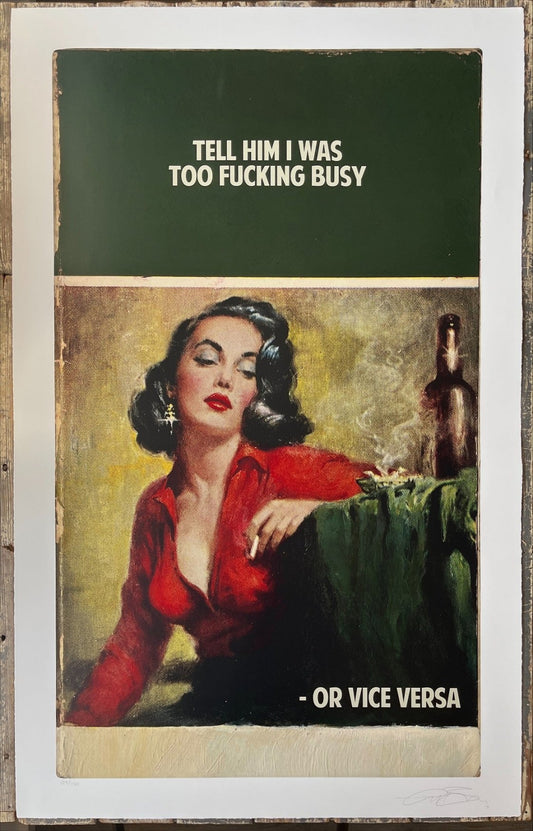 TELL HIM I WAS
TOO FUCKING BUSY
- OR VICE VERSA